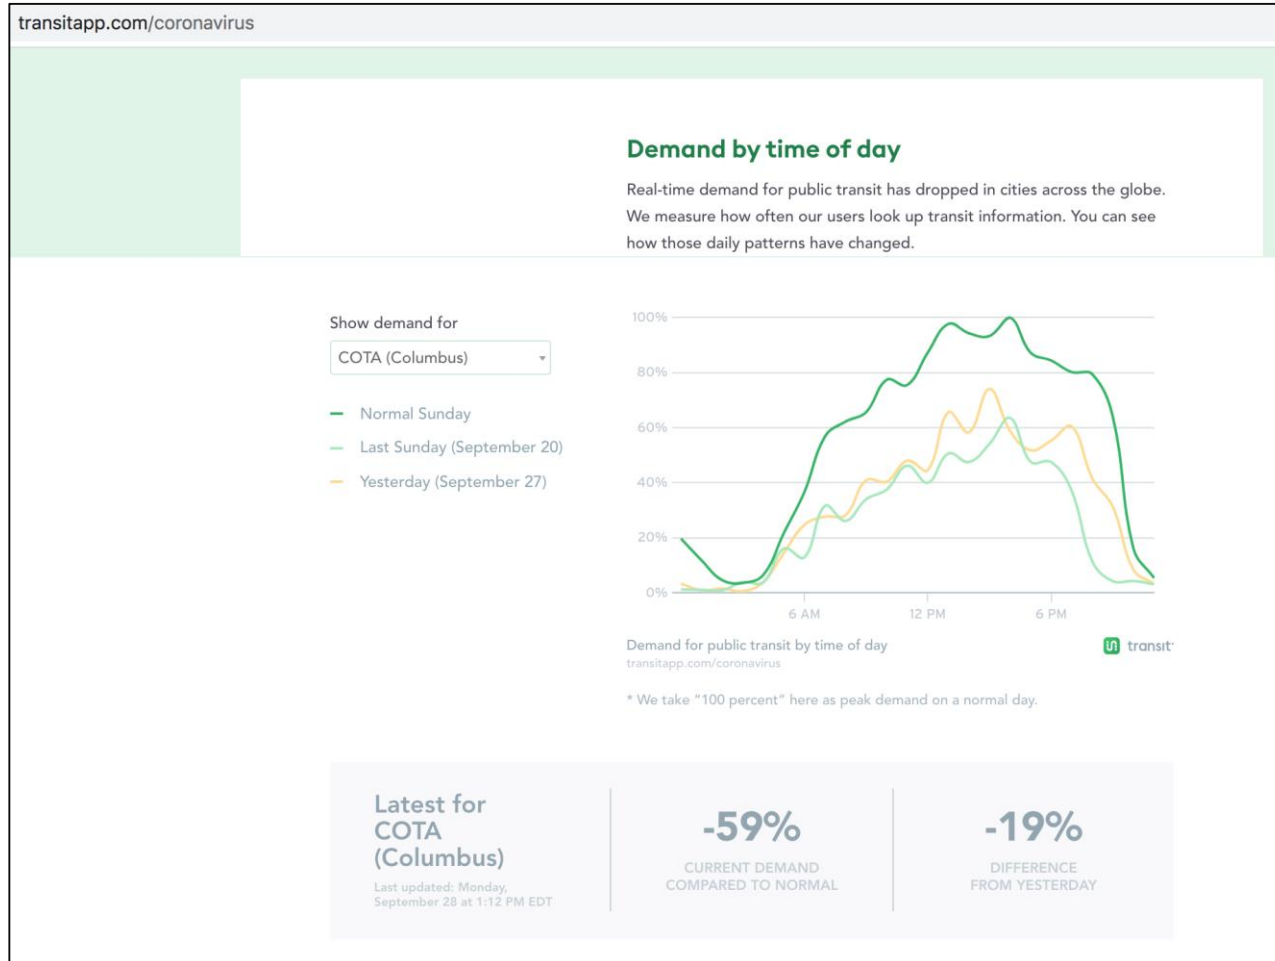 transitapp.com/coronavirus
Demand by time of day
Real-time demand for public transit has dropped in cities across the globe.
We measure how often our users look up transit information. You can see
how those daily patterns have changed.
Show demand for
COTA (Columbus)
Normal Sunday
Last Sunday (September 20)
Yesterday (September 27)
100%
80%
60%
40%
20%
0%
6 AM 12 PM 6 PM
Demand for public transit by time of day
transitapp.com/coronavirus
transit
* We take "100 percent" here as peak demand on a normal day.
Latest for
COTA
(Columbus)
Last updated: Monday,
September 28 at 1:12 PM EDT
-59%
CURRENT DEMAND
COMPARED TO NORMAL
-19%
DIFFERENCE
FROM YESTERDAY